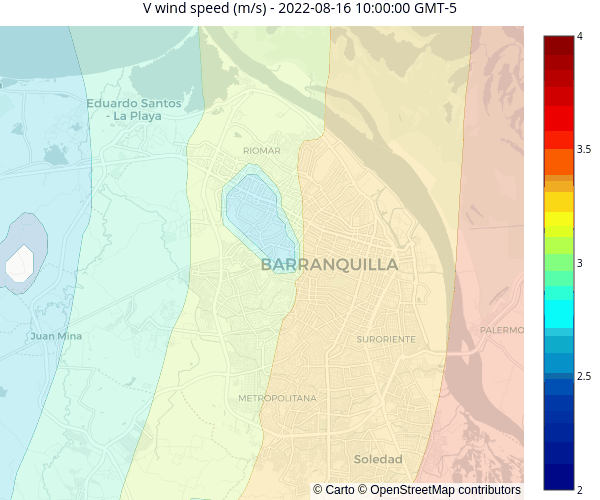 V wind speed (m/s) - 2022-08-16 10:00:00 GMT-5
4
Eduardo Santos
- La Playa
3.5
RIOMAR
BARRANQUILLA
3
Juan Mina
SURORIENTE
PALERMO
2.5
METROPOLITANA
Soledad
© Carto © OpenStreetMap contributors
2